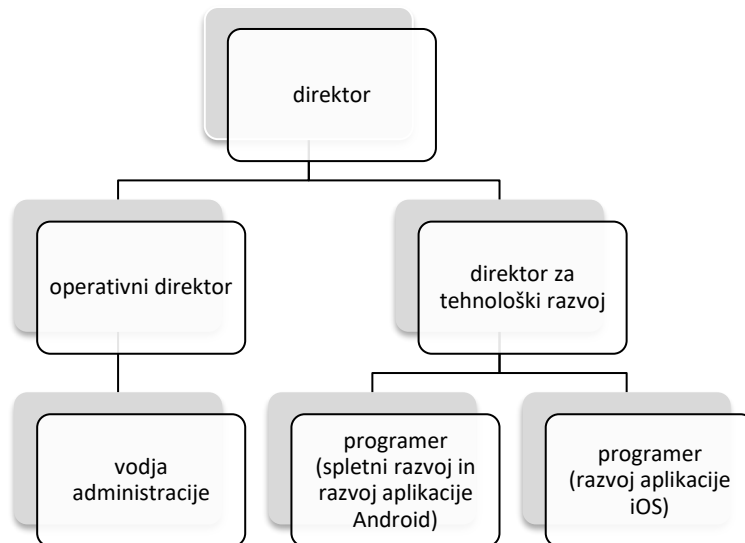 direktor
operativni direktor
direktor za
tehnološki razvoj
vodja
administracije
programer
(spletni razvoj in
razvoj aplikacije
Android)
programer
(razvoj aplikacije
iOS)